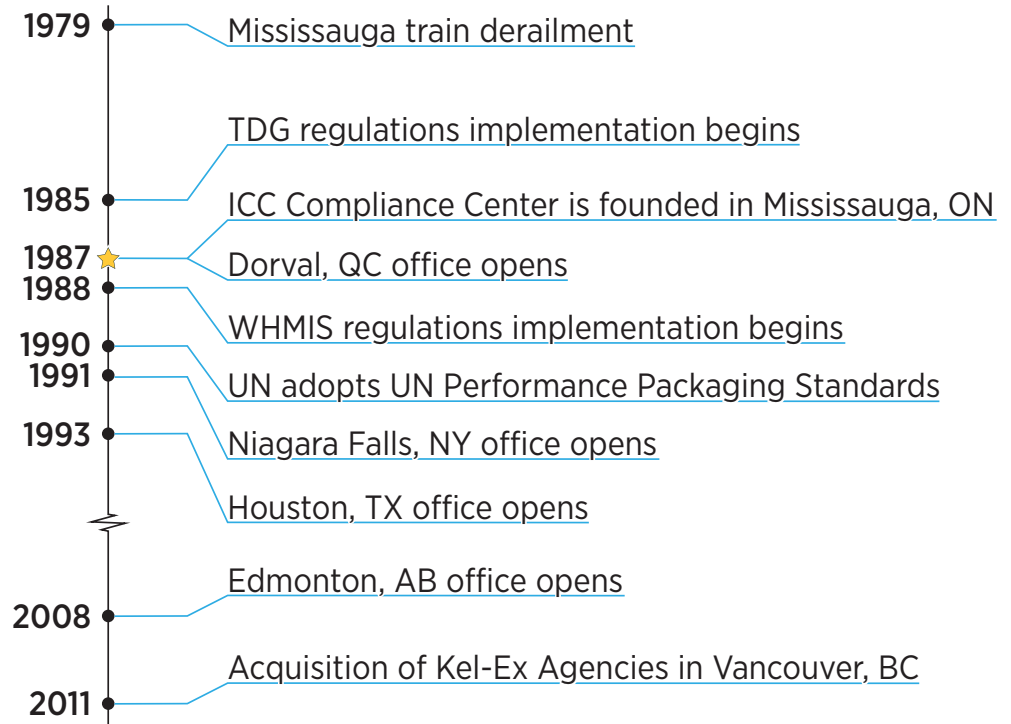 1979 Mississauga train derailment
TDG regulations implementation begins
1985
ICC Compliance Center is founded in Mississauga, ON
1987
Dorval, QC office opens
1988
WHMIS regulations implementation begins
1990
1991
UN adopts UN Performance Packaging Standards
1993
Niagara Falls, NY office opens
Houston, TX office opens
Edmonton, AB office opens
2008
Acquisition of Kel-Ex Agencies in Vancouver, BC
2011